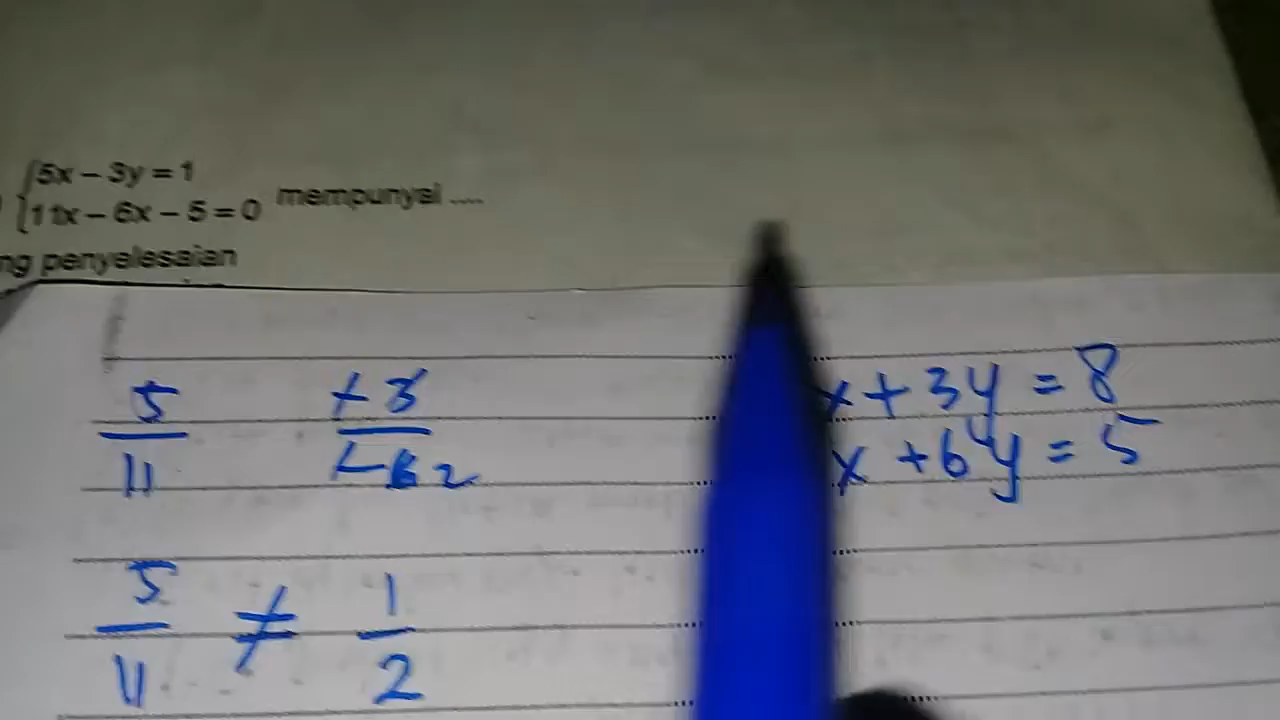 5x – 3y = 1
11x – 6x – 5 = 0 mempunyai ....
ng penyelesaian
5/11 -3/-6 2
x + 3y = 8
x + 6y = 5
5/11 ≠ 1/2